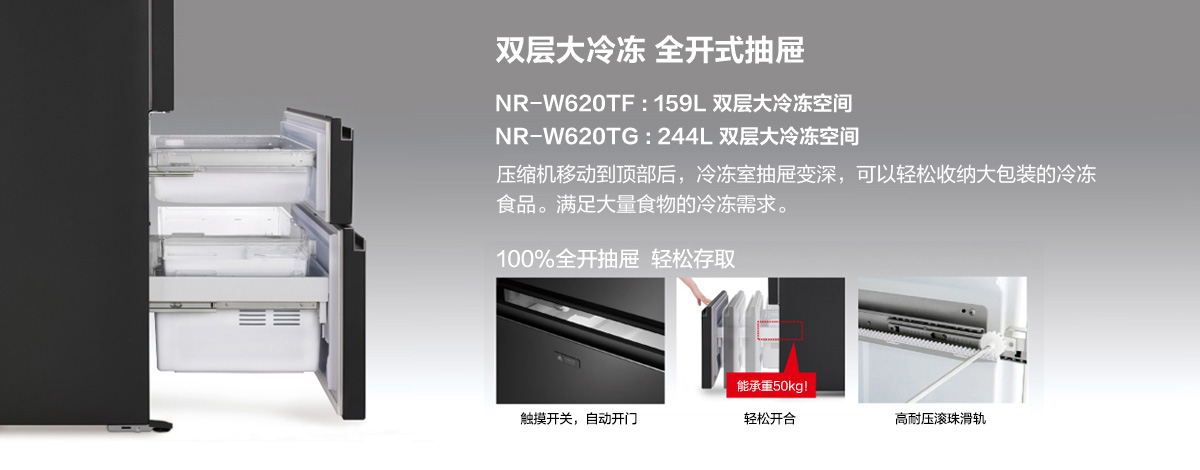 双层大冷冻 全开式抽屉
NR-W620TF : 159L 双层大冷冻空间
NR-W620TG : 244L 双层大冷冻空间
压缩机移动到顶部后，冷冻室抽屉变深，可以轻松收纳大包装的冷冻
食品。满足大量食物的冷冻需求。
100%全开抽屉 轻松存取
能承重50kg!
触摸开关，自动开门
轻松开合
高耐压滚珠滑轨